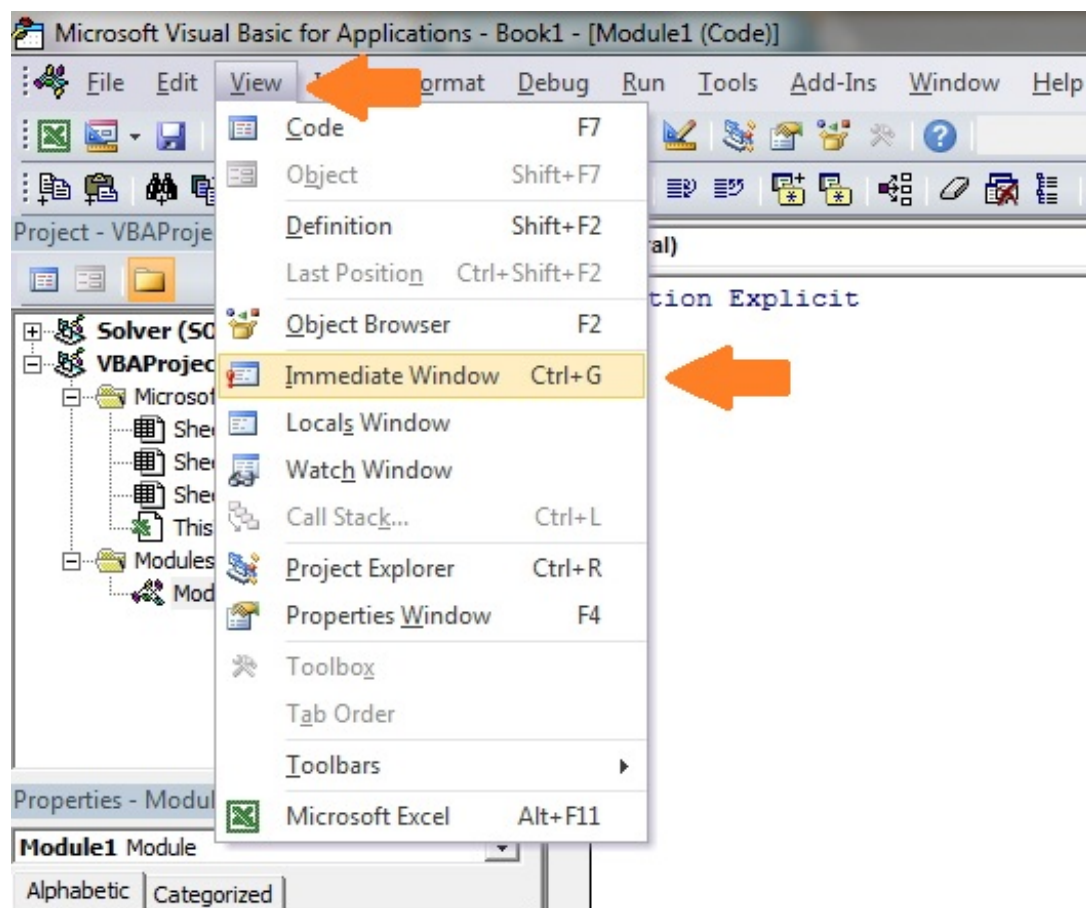 Microsoft Visual Basic for Applications - Book1 - [Module1 (Code)]
File Edit View ormat Debug Run Tools Add-Ins Window Help
Code F7
Object Shift+F7
Definition Shift+F2
Last Position Ctrl+Shift+F2
Object Browser F2
Immediate Window Ctrl+G
Locals Window
Watch Window
Call Stack... Ctrl+L
Project Explorer Ctrl+R
Properties Window F4
Toolbox
Tab Order
Toolbars
Microsoft Excel Alt+F11
Project - VBAProje
Solver (SO
VBAProjec
Microsof
Shee
Shee
Shee
This
Modules
Mod
Properties - Modul
Module1 Module
Alphabetic Categorized
al)
tion Explicit